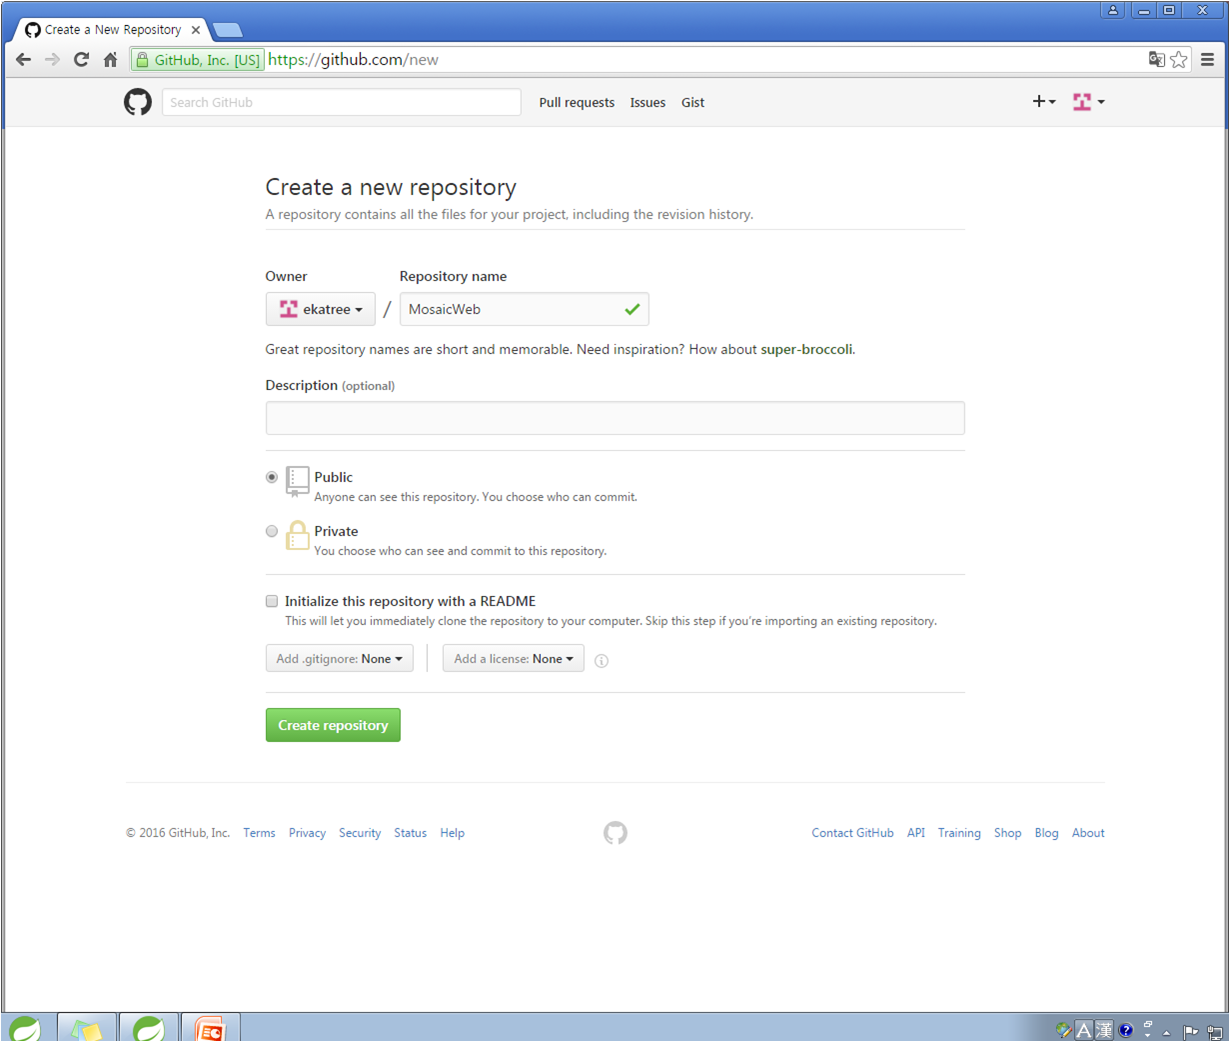 Create a New Repository
GitHub, Inc. [US] https://github.com/new
Search GitHub Pull requests Issues Gist
Create a new repository
A repository contains all the files for your project, including the revision history.
Owner Repository name
ekatree / MosaicWeb
Great repository names are short and memorable. Need inspiration? How about super-broccoli.
Description (optional)
Public
Anyone can see this repository. You choose who can commit.
Private
You choose who can see and commit to this repository.
Initialize this repository with a README
This will let you immediately clone the repository to your computer. Skip this step if you're importing an existing repository.
Add .gitignore: None Add a license: None
Create repository
© 2016 GitHub, Inc. Terms Privacy Security Status Help Contact GitHub API Training Shop Blog About
A 漢 ?